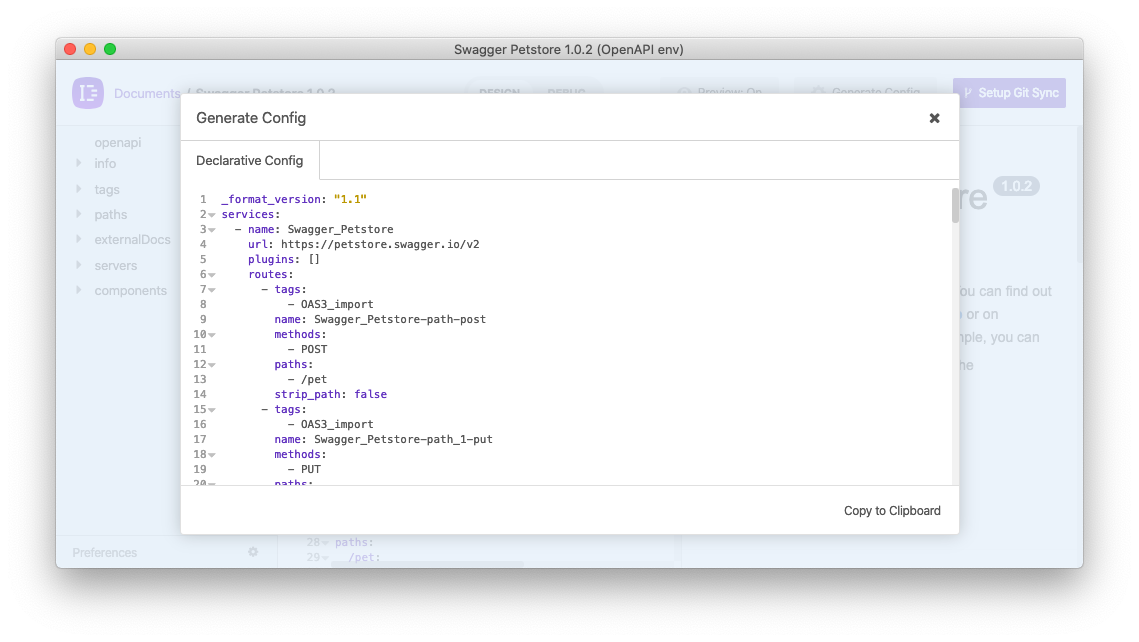 Swagger Petstore 1.0.2 (OpenAPI env)
Documents / Swagger Petstore 1.0.2
DESIGN
DEBUG
Preview: On
Generate Config
Setup Git Sync
openapi
info
tags
paths
externalDocs
servers
components
Generate Config
Declarative Config
1 _format_version: "1.1"
2 services:
3 - name: Swagger_Petstore
4 url: https://petstore.swagger.io/v2
5 plugins: []
6 routes:
7 - tags:
8 - OAS3_import
9 name: Swagger_Petstore-path-post
10 methods:
11 - POST
12 paths:
13 - /pet
14 strip_path: false
15 - tags:
16 - OAS3_import
17 name: Swagger_Petstore-path_1-put
18 methods:
19 - PUT
20 paths:
Copy to Clipboard
re 1.0.2
ou can find out
or on
mple, you can
he
28 paths:
29 /pet:
Preferences